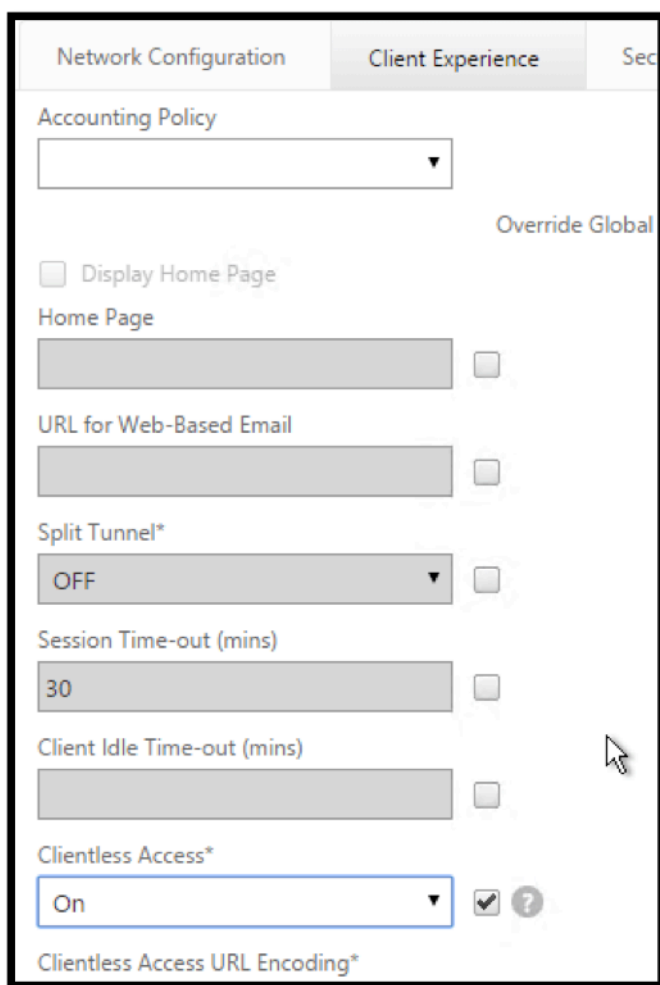 Network Configuration Client Experience Sec
Accounting Policy
Override Global
Display Home Page
Home Page
URL for Web-Based Email
Split Tunnel*
OFF
Session Time-out (mins)
30
Client Idle Time-out (mins)
Clientless Access*
On
?
Clientless Access URL Encoding*